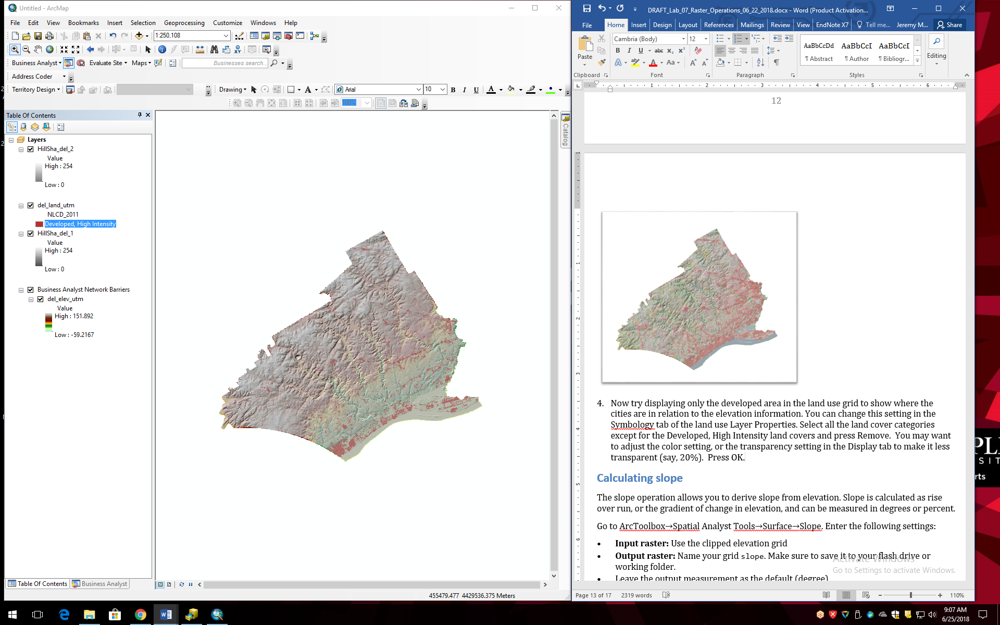 Untitled - ArcMap
File Edit View Bookmarks Insert Selection Geoprocessing Customize Windows Help
1:250,108
Business Analyst Evaluate Site Maps Businesses search...
Address Coder
Territory Design Drawing Arial 10 B I U A
100%
Table Of Contents
Layers
HillSha_del_2
Value
High : 254
Low : 0
del_land_utm
NLCD_2011
Developed, High Intensity
HillSha_del_1
Value
High : 254
Low : 0
Business Analyst Network Barriers
del_elev_utm
Value
High : 151.892
Low : -59.2167
Catalog
Table Of Contents Business Analyst
455479.477 4429536.375 Meters
DRAFT_Lab_07_Raster_Operations_06_22_2018.docx - Word (Product Activation...
File Home Insert Design Layout References Mailings Review View EndNote X7 Tell me... Jeremy M... Share
Paste
Cambria (Body) 12
B I U abc x₂ x²
Aa
AaBbCcDd AaBbCcI AaBbCcI
¶ Abstract ¶ Author ¶ Bibliogr...
Editing
Clipboard Font Paragraph Styles
1 2 3 4 5 6
12
4. Now try displaying only the developed area in the land use grid to show where the
cities are in relation to the elevation information. You can change this setting in the
Symbology tab of the land use Layer Properties. Select all the land cover categories
except for the Developed, High Intensity land covers and press Remove. You may want
to adjust the color setting, or the transparency setting in the Display tab to make it less
transparent (say, 20%). Press OK.
Calculating slope
The slope operation allows you to derive slope from elevation. Slope is calculated as rise
over run, or the gradient of change in elevation, and can be measured in degrees or percent.
Go to ArcToolbox→Spatial Analyst Tools→Surface→Slope. Enter the following settings:
• Input raster: Use the clipped elevation grid
• Output raster: Name your grid slope. Make sure to save it to your flash drive or
working folder.
• Leave the output measurement as the default (degree)
Activate Windows
Go to Settings to activate Windows.
Page 13 of 17 2319 words 110%
9:07 AM
6/25/2018